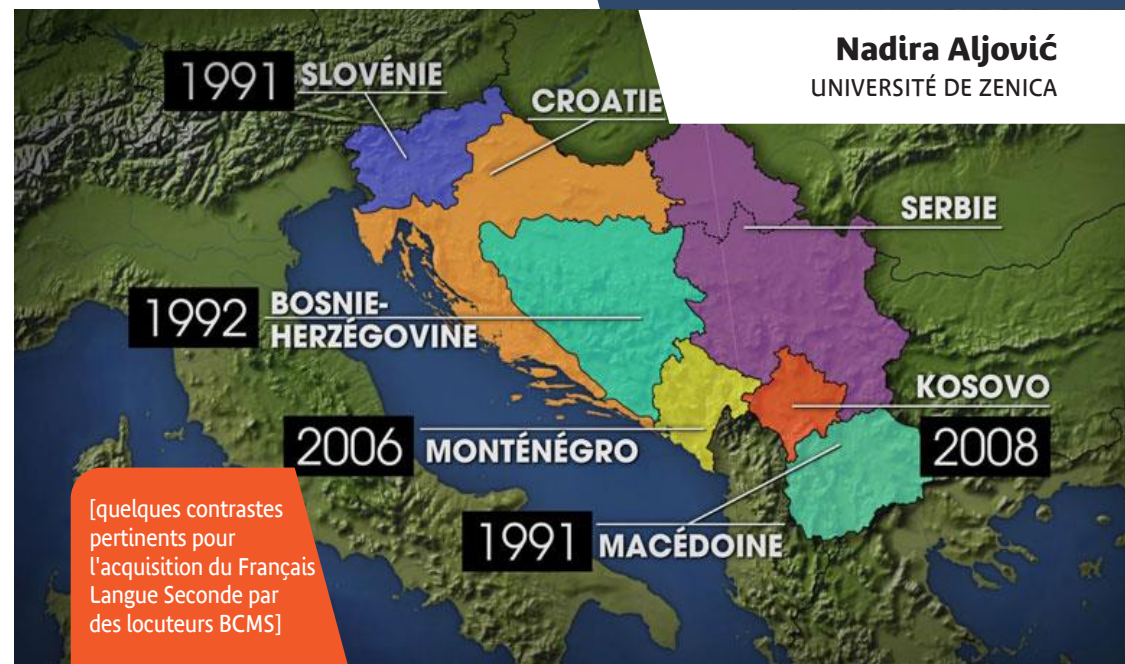 Nadira Aljović
UNIVERSITÉ DE ZENICA
1991 SLOVÉNIE
CROATIE
SERBIE
1992 BOSNIE-
HERZÉGOVINE
KOSOVO
2008
2006 MONTÉNÉGRO
1991 MACÉDOINE
[quelques contrastes
pertinents pour
l'acquisition du Français
Langue Seconde par
des locuteurs BCMS]